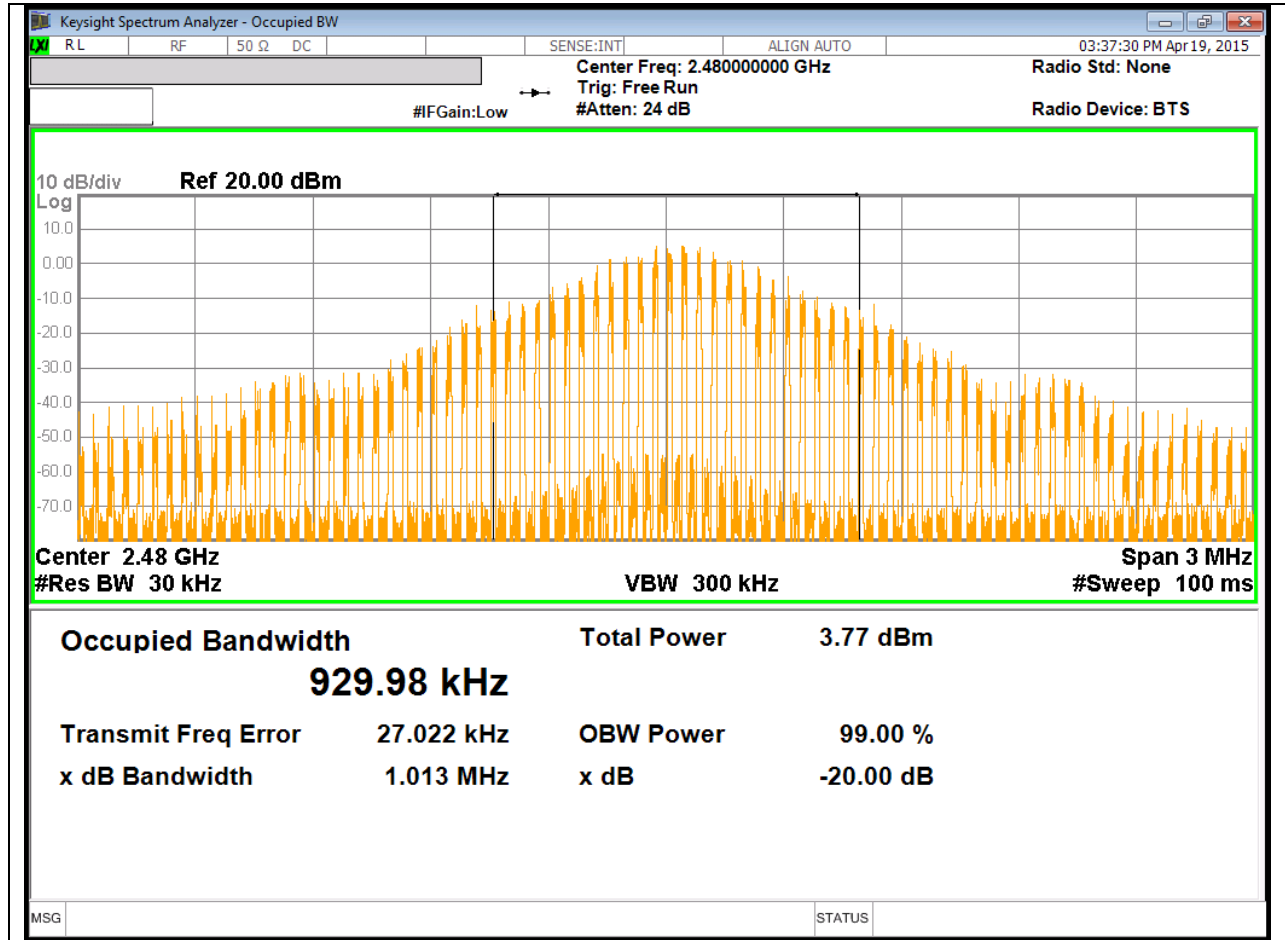 Keysight Spectrum Analyzer - Occupied BW
LXI RL RF 50 Ω DC SENSE:INT ALIGN AUTO 03:37:30 PM Apr 19, 2015
Center Freq: 2.480000000 GHz Radio Std: None
Trig: Free Run
#IFGain:Low #Atten: 24 dB Radio Device: BTS
10 dB/div Ref 20.00 dBm
Log
10.0
0.00
-10.0
-20.0
-30.0
-40.0
-50.0
-60.0
-70.0
Center 2.48 GHz Span 3 MHz
#Res BW 30 kHz VBW 300 kHz #Sweep 100 ms
Occupied Bandwidth Total Power 3.77 dBm
929.98 kHz
Transmit Freq Error 27.022 kHz OBW Power 99.00 %
x dB Bandwidth 1.013 MHz x dB -20.00 dB
MSG STATUS